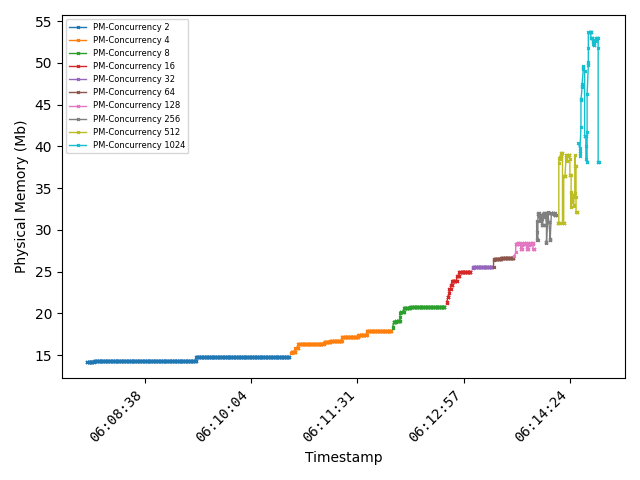 55
50
45
40
35
30
25
20
15
Physical Memory (Mb)
PM-Concurrency 2
PM-Concurrency 4
PM-Concurrency 8
PM-Concurrency 16
PM-Concurrency 32
PM-Concurrency 64
PM-Concurrency 128
PM-Concurrency 256
PM-Concurrency 512
PM-Concurrency 1024
06:08:38
06:10:04
06:11:31
06:12:57
06:14:24
Timestamp